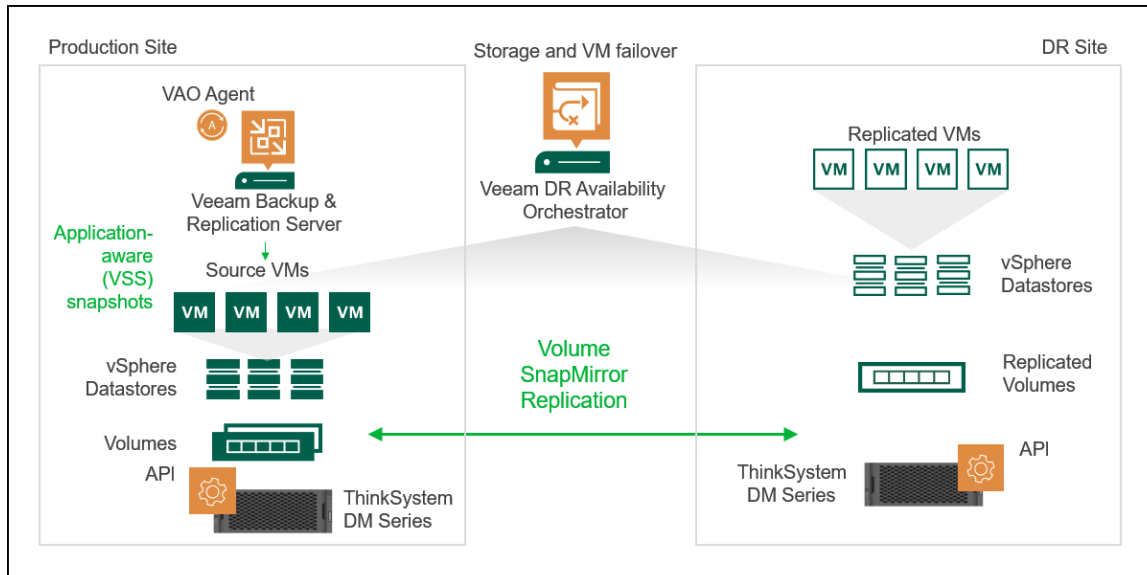 Production Site
Storage and VM failover
DR Site
VAO Agent
A
Veeam Backup &
Replication Server
Application-
aware
(VSS)
snapshots
Source VMs
VM VM VM VM
vSphere
Datastores
Volumes
API
ThinkSystem
DM Series
Veeam DR Availability
Orchestrator
Volume
SnapMirror
Replication
Replicated VMs
VM VM VM VM
vSphere
Datastores
Replicated
Volumes
API
ThinkSystem
DM Series